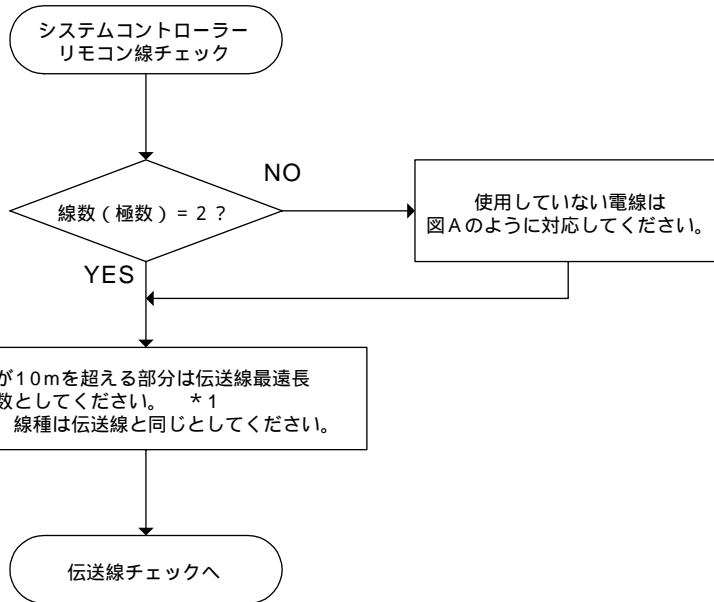 システムコントローラー
リモコン線チェック
NO
線数（極数）＝２？
使用していない電線は
図Ａのように対応してください。
YES
が１０ｍを超える部分は伝送線最遠長
数としてください。　＊１
線種は伝送線と同じとしてください。
伝送線チェックへ